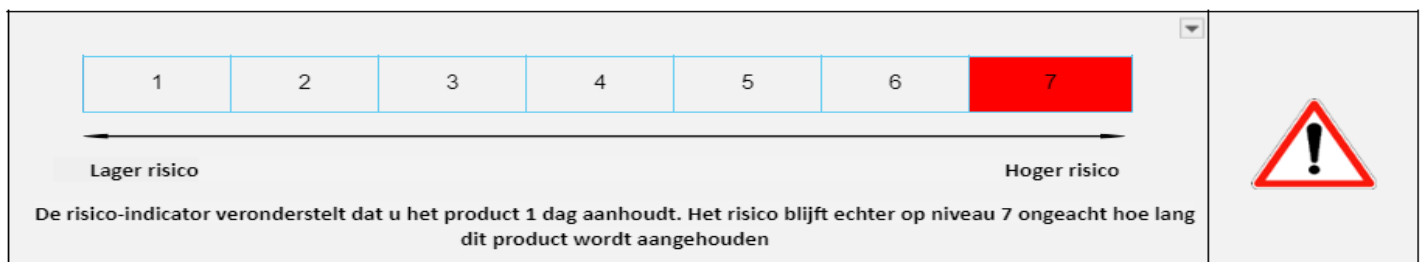 1 2 3 4 5 6 7
Lager risico Hoger risico
De risico-indicator veronderstelt dat u het product 1 dag aanhoudt. Het risico blijft echter op niveau 7 ongeacht hoe lang
dit product wordt aangehouden